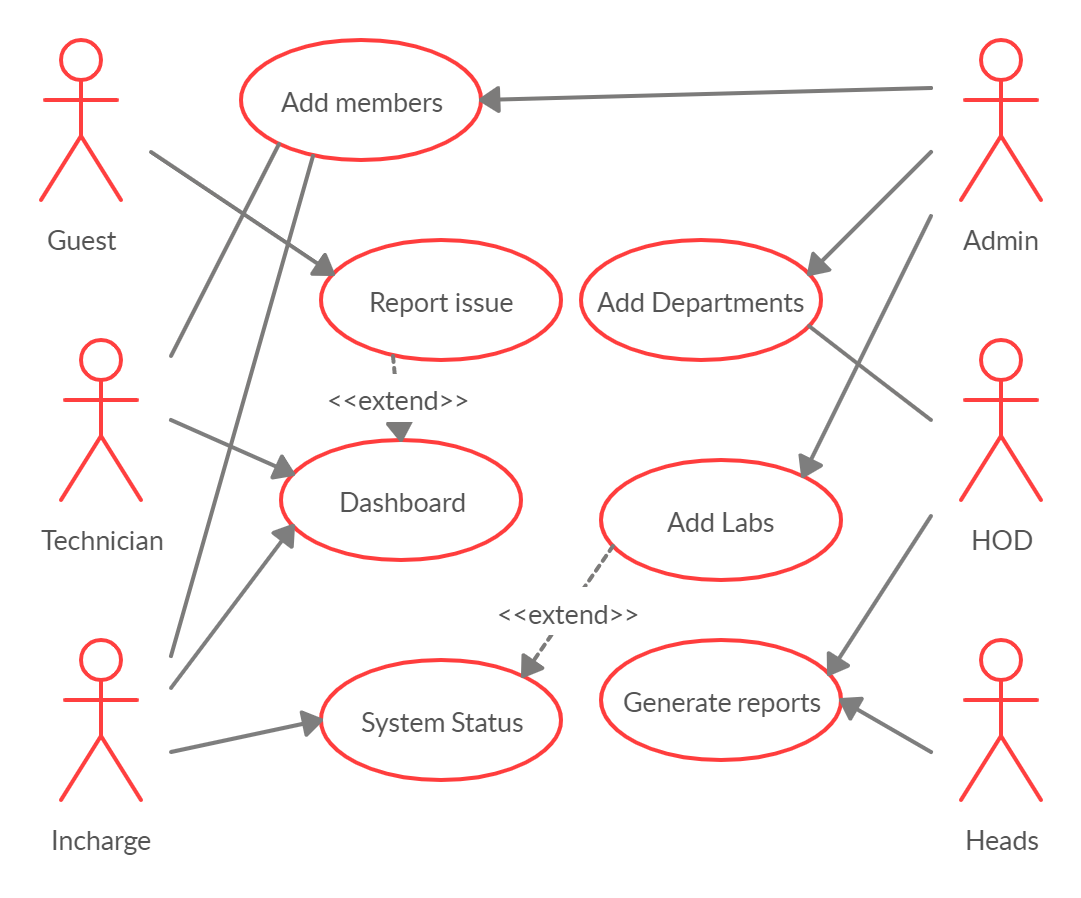 Add members
Guest
Admin
Report issue
Add Departments
<<extend>>
Dashboard
Add Labs
Technician
HOD
<<extend>>
System Status
Generate reports
Incharge
Heads